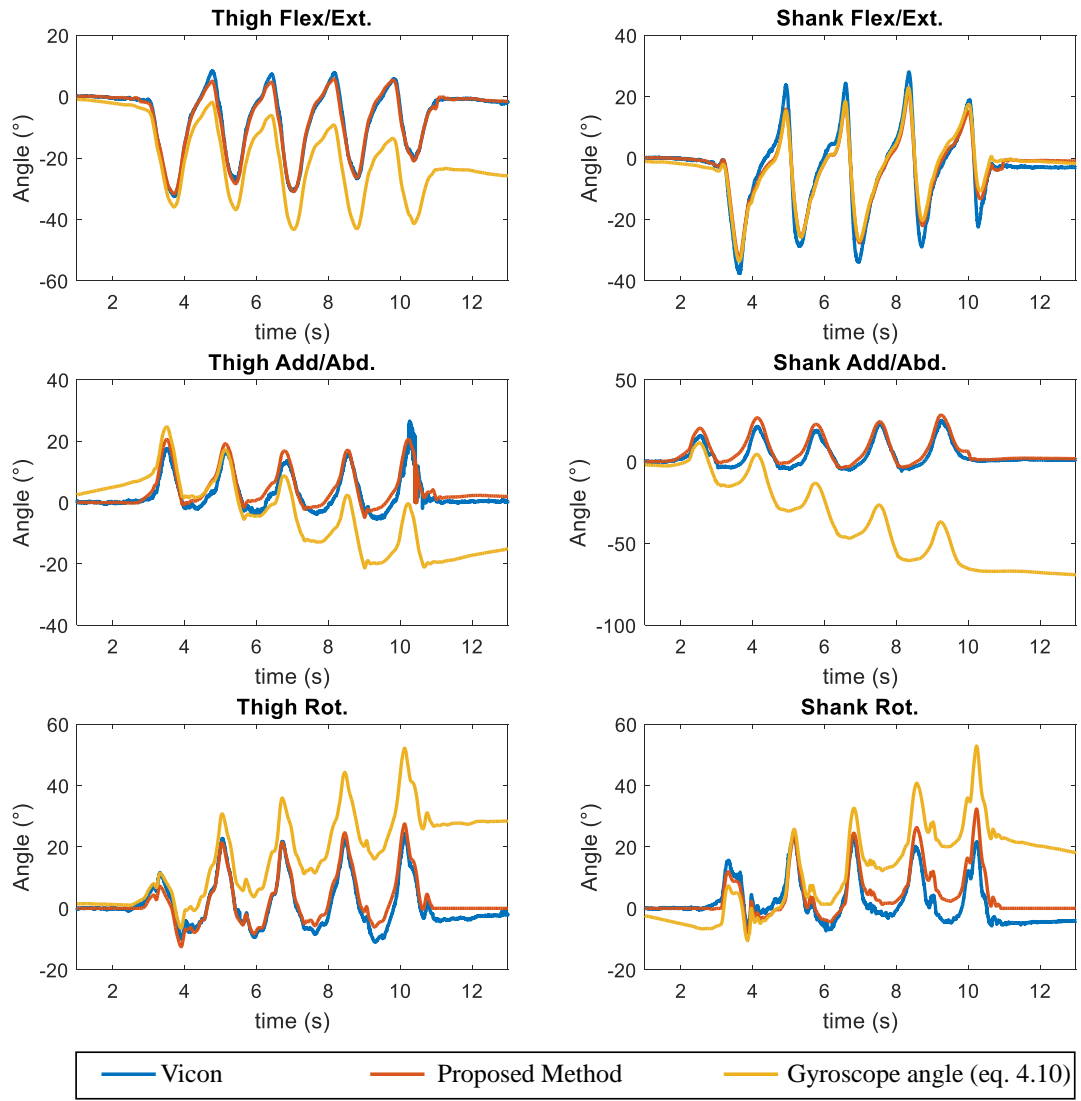 Thigh Flex/Ext.
20
0
-20
-40
-60
Angle (°)
2 4 6 8 10 12
time (s)
Shank Flex/Ext.
40
20
0
-20
-40
Angle (°)
2 4 6 8 10 12
time (s)
Thigh Add/Abd.
40
20
0
-20
-40
Angle (°)
2 4 6 8 10 12
time (s)
Shank Add/Abd.
50
0
-50
-100
Angle (°)
2 4 6 8 10 12
time (s)
Thigh Rot.
60
40
20
0
-20
Angle (°)
2 4 6 8 10 12
time (s)
Shank Rot.
60
40
20
0
-20
Angle (°)
2 4 6 8 10 12
time (s)
Vicon Proposed Method Gyroscope angle (eq. 4.10)